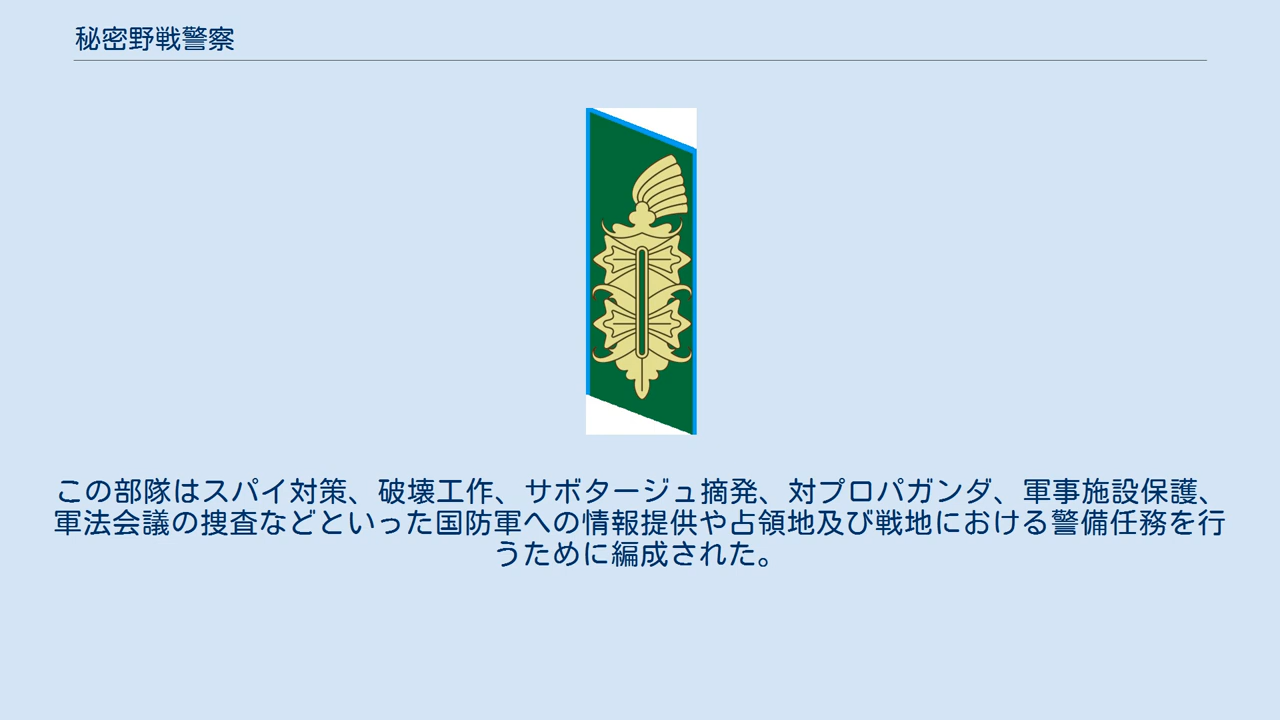 秘密野戦警察
この部隊はスパイ対策、破壊工作、サボタージュ摘発、対プロパガンダ、軍事施設保護、
軍法会議の捜査などといった国防軍への情報提供や占領地及び戦地における警備任務を行
うために編成された。